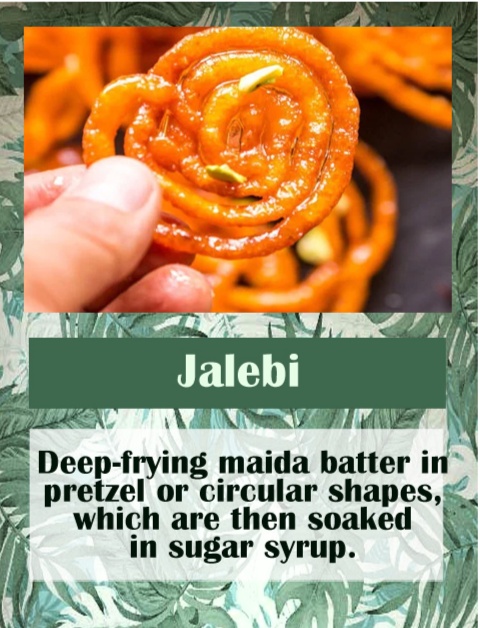 Jalebi
Deep-frying maida batter in
pretzel or circular shapes,
which are then soaked
in sugar syrup.